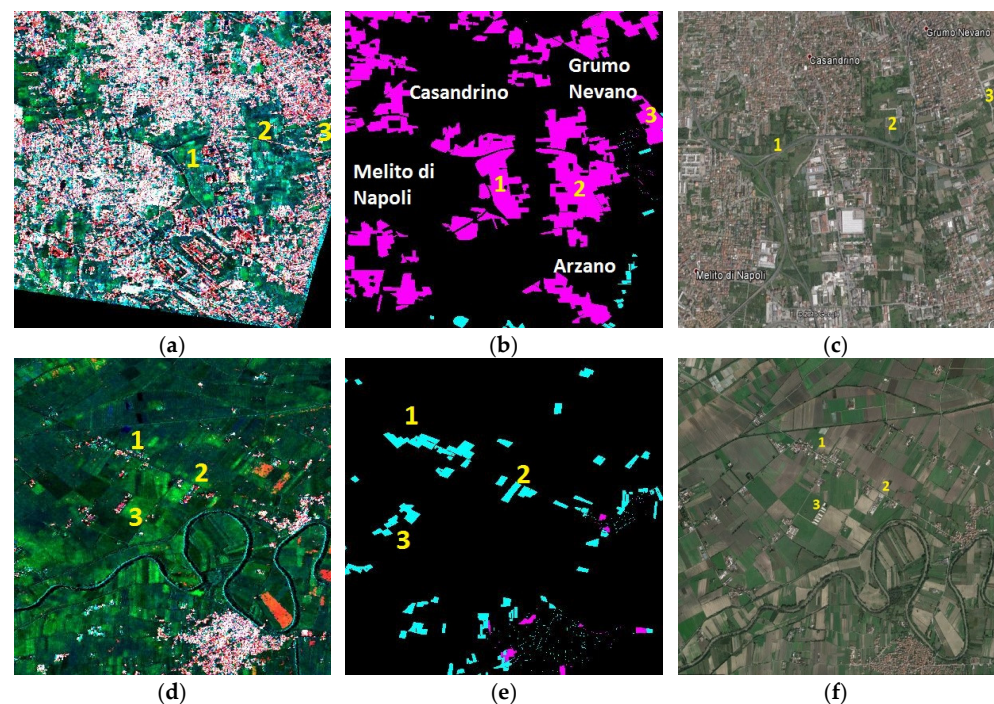 1
2
3
(a)
Casandrino
Grumo
Nevano
3
Melito di
Napoli
1
2
Arzano
(b)
Grumo Nevano
Casandrino
3
2
1
Melito di Napoli
(c)
1
2
3
(d)
1
2
3
(e)
1
2
3
(f)